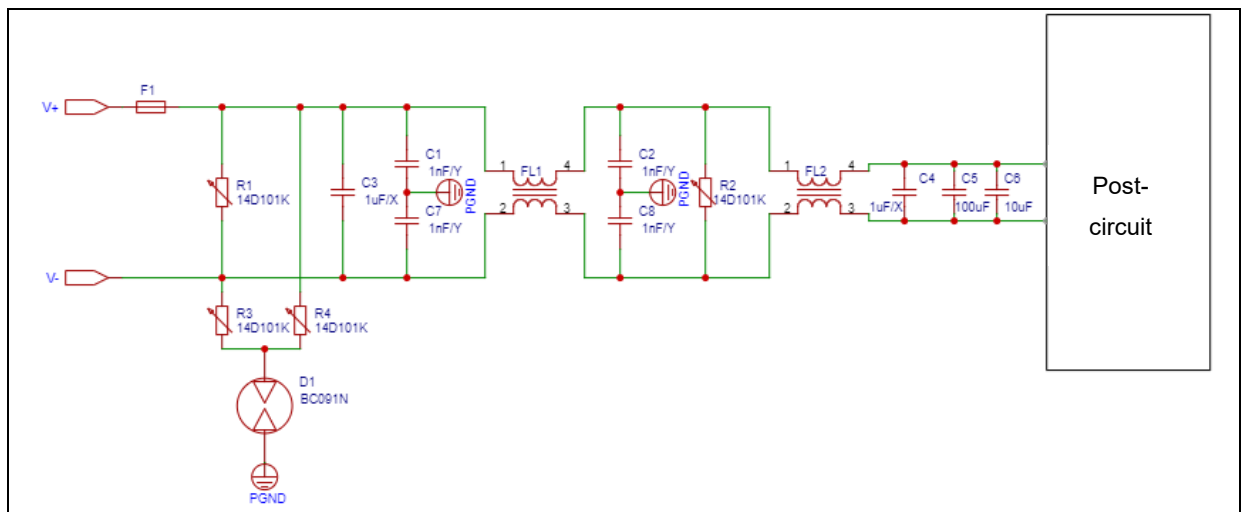 F1
V+
1
4
FL1
C1
1nF/Y
PGND
C7
1nF/Y
R1
14D101K
C3
1uF/X
2
3
C2
1nF/Y
PGND
C8
1nF/Y
R2
14D101K
1
4
FL2
2
3
C4
1uF/X
C5
100uF
C6
10uF
Post-
circuit
V-
R3
14D101K
R4
14D101K
D1
BC091N
PGND